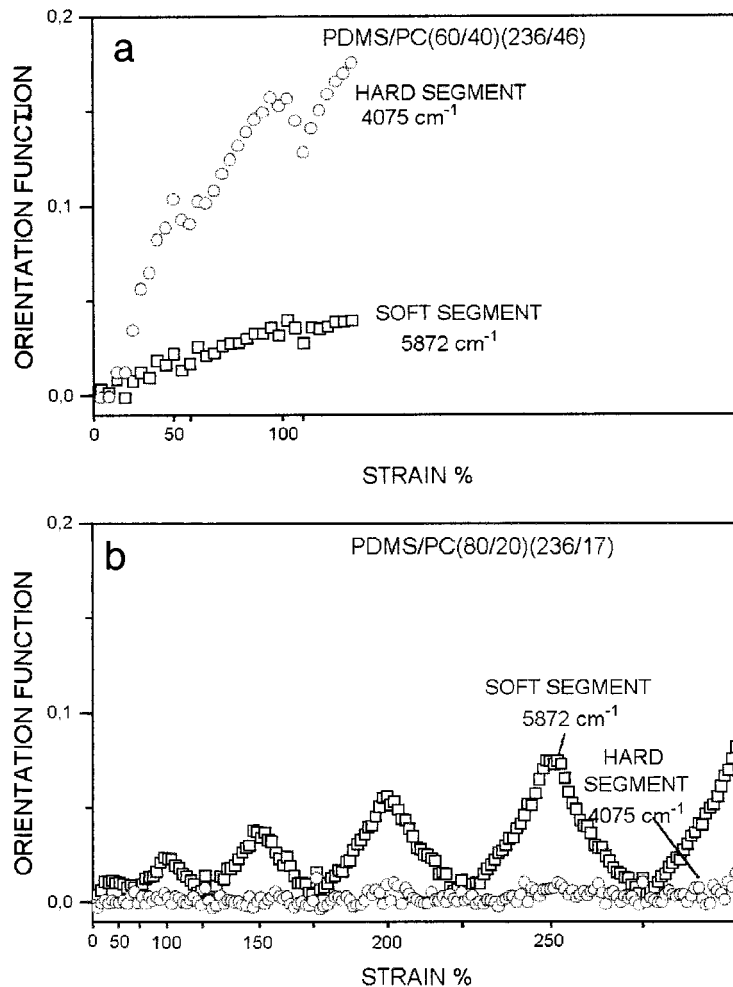 0,2
a
PDMS/PC(60/40)(236/46)
HARD SEGMENT
4075 cm⁻¹
0,1
SOFT SEGMENT
5872 cm⁻¹
0,0
0 50 100
ORIENTATION FUNCTION
STRAIN %
0,2
b
PDMS/PC(80/20)(236/17)
SOFT SEGMENT
5872 cm⁻¹
0,1
HARD
SEGMENT
4075 cm⁻¹
0,0
0 50 100 150 200 250
ORIENTATION FUNCTION
STRAIN %